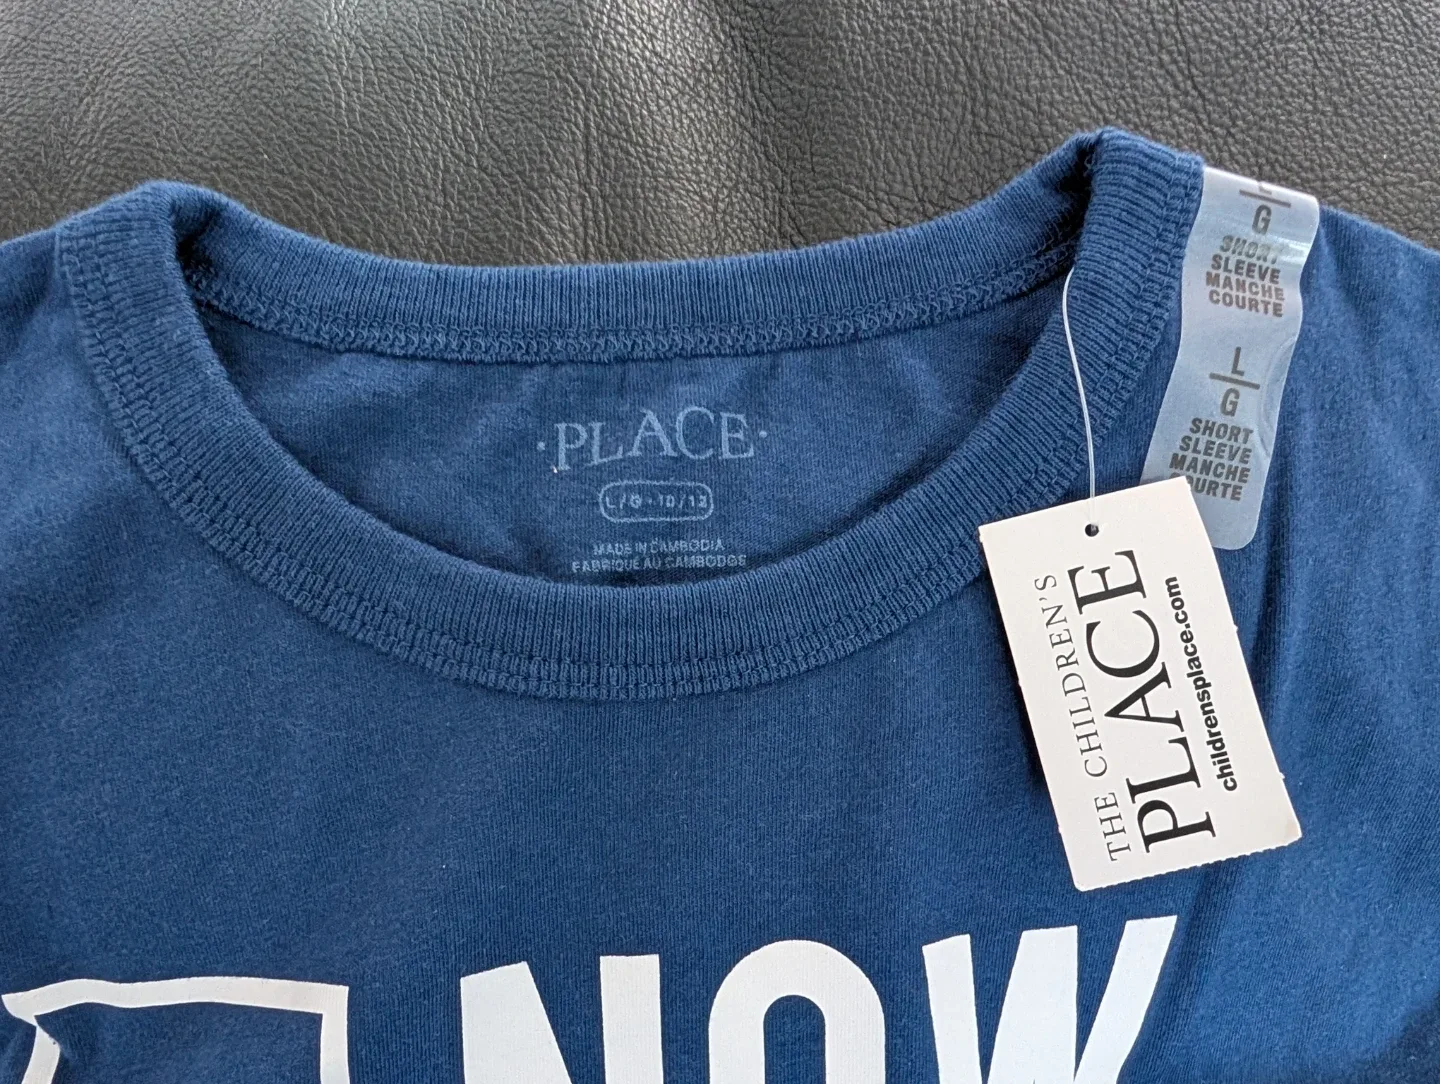 ·PLACE·
L/G·10/12
MADE IN CAMBODIA
FABRIQUÉ AU CAMBODGE
G
SHORT
SLEEVE
MANCHE
COURTE
L
G
SHORT
SLEEVE
MANCHE
COURTE
THE CHILDREN'S
PLACE
childrensplace.com
NOW